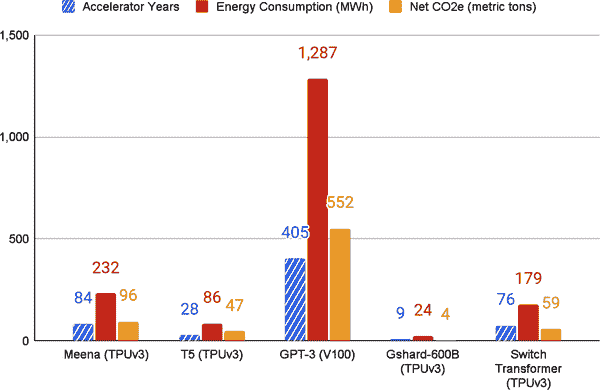 Accelerator Years Energy Consumption (MWh) Net CO2e (metric tons)
1,500
1,000
500
0
84 232 96
28 86 47
405 1,287 552
9 24 4
76 179 59
Meena (TPUv3) T5 (TPUv3) GPT-3 (V100) Gshard-600B Switch
(TPUv3) Transformer
(TPUv3)